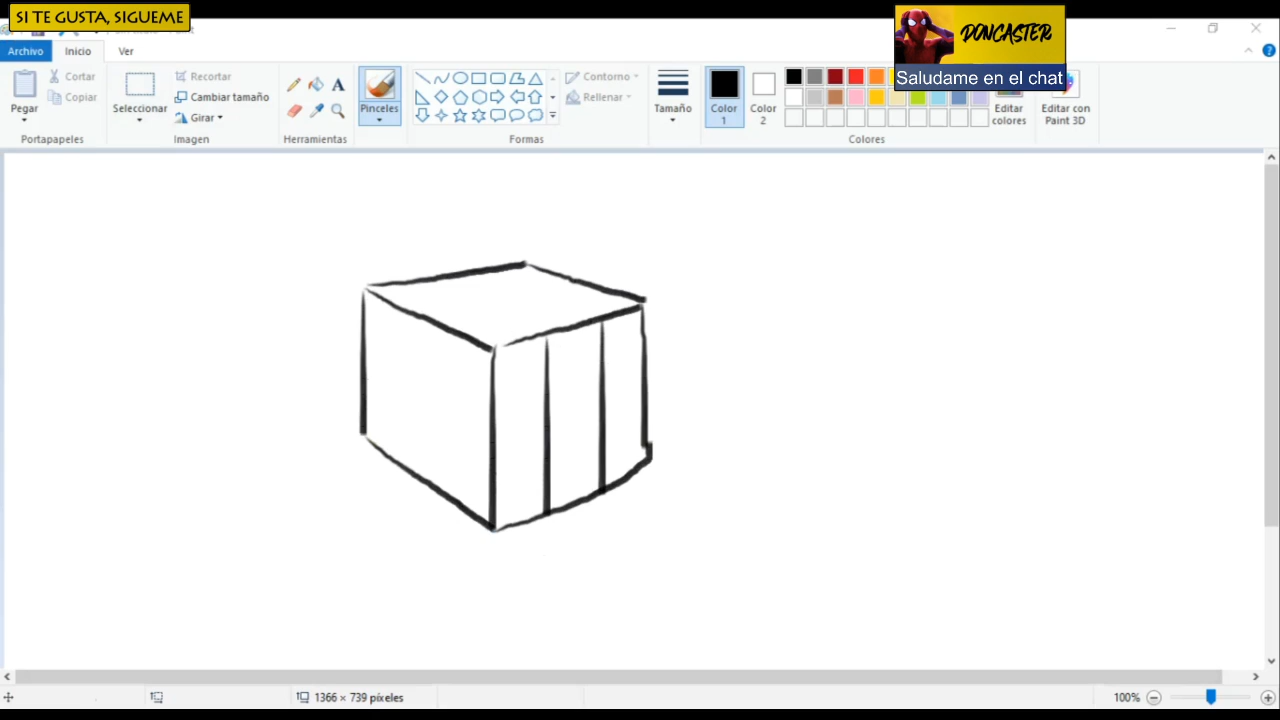 SI TE GUSTA, SIGUEME
DONCASTER
Saludame en el chat
Archivo Inicio Ver
Pegar
Cortar
Copiar
Portapapeles
Seleccionar
Recortar
Cambiar tamaño
Girar
Imagen
A
Herramientas
Pinceles
Contorno
Rellenar
Formas
Tamaño
Color
1
Color
2
Editar
colores
Colores
Editar con
Paint 3D
1366 × 739 píxeles
100%